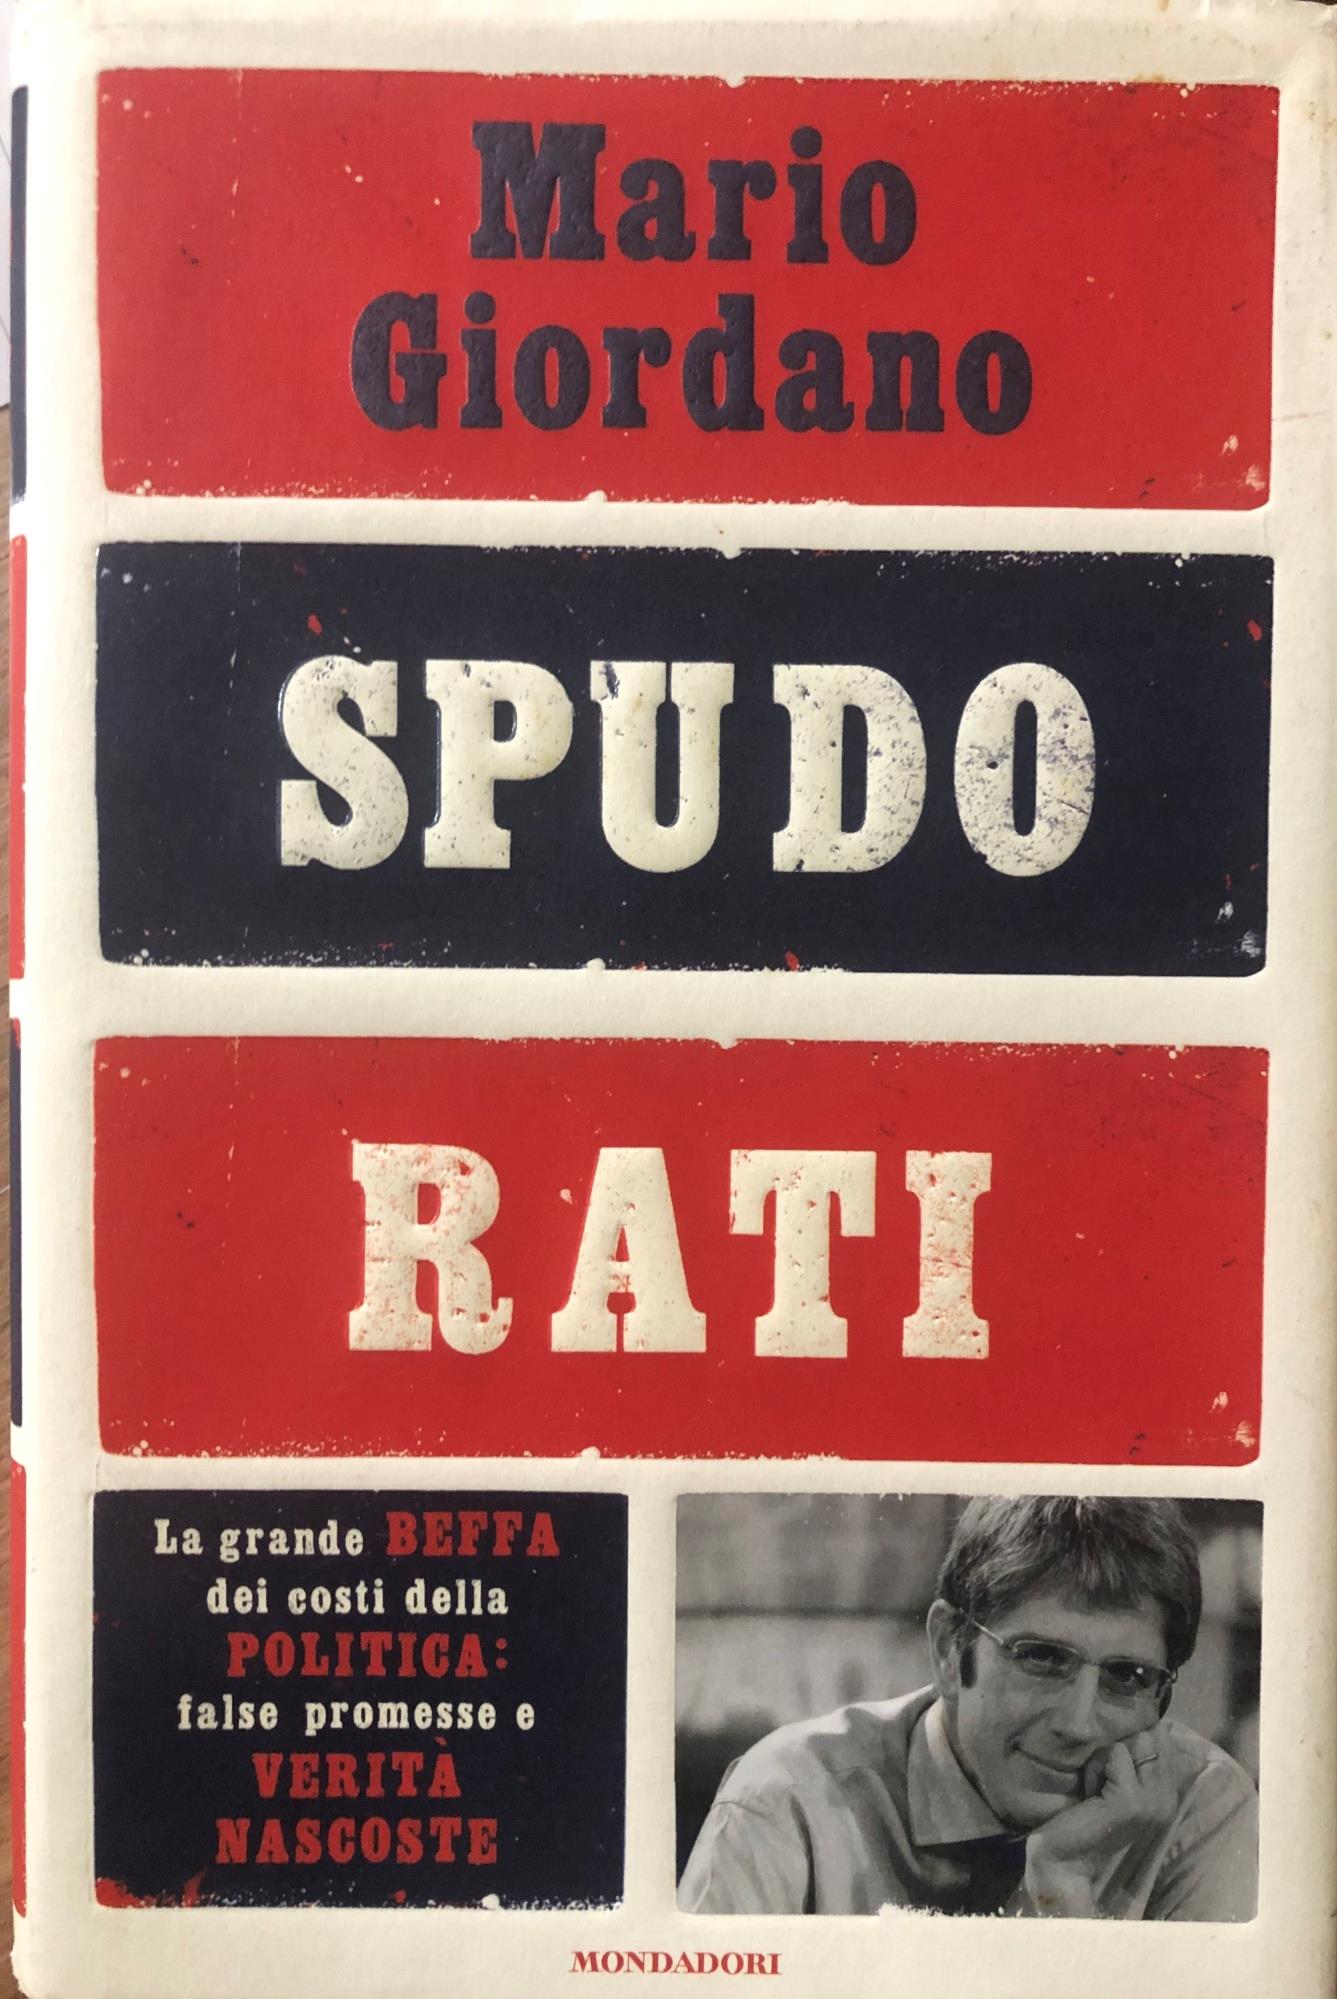 Mario
Giordano
SPUDO
RATI
La grande BEFFA
dei costi della
POLITICA:
false promesse e
VERITÀ
NASCOSTE
MONDADORI